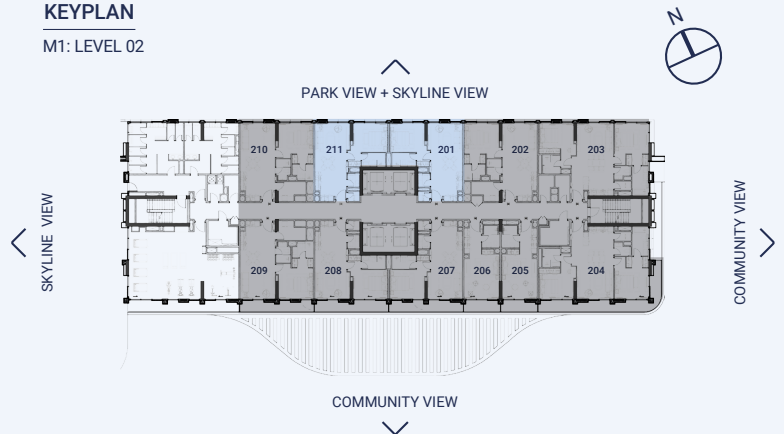 KEYPLAN
M1: LEVEL 02
N
PARK VIEW + SKYLINE VIEW
210
211
201
202
203
SKYLINE VIEW
COMMUNITY VIEW
209
208
207
206
205
204
COMMUNITY VIEW